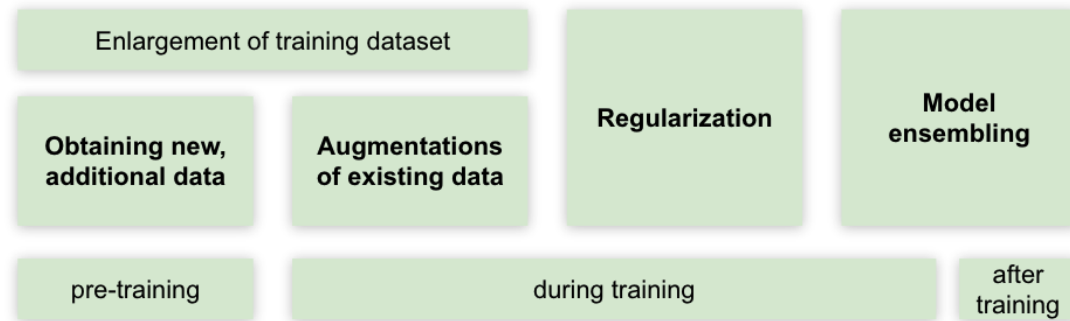 Enlargement of training dataset
Obtaining new,
additional data
Augmentations
of existing data
Regularization
Model
ensembling
pre-training
during training
after
training